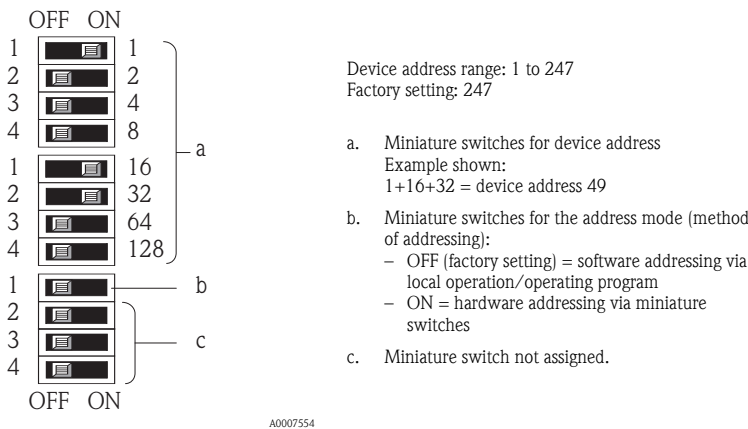 OFF ON
1 1
2 2
3 4
4 8
1 16
2 32
3 64
4 128
a
1 b
2
3 c
4
OFF ON
A0007554
Device address range: 1 to 247
Factory setting: 247
a. Miniature switches for device address
Example shown:
1+16+32 = device address 49
b. Miniature switches for the address mode (method
of addressing):
– OFF (factory setting) = software addressing via
local operation/operating program
– ON = hardware addressing via miniature
switches
c. Miniature switch not assigned.